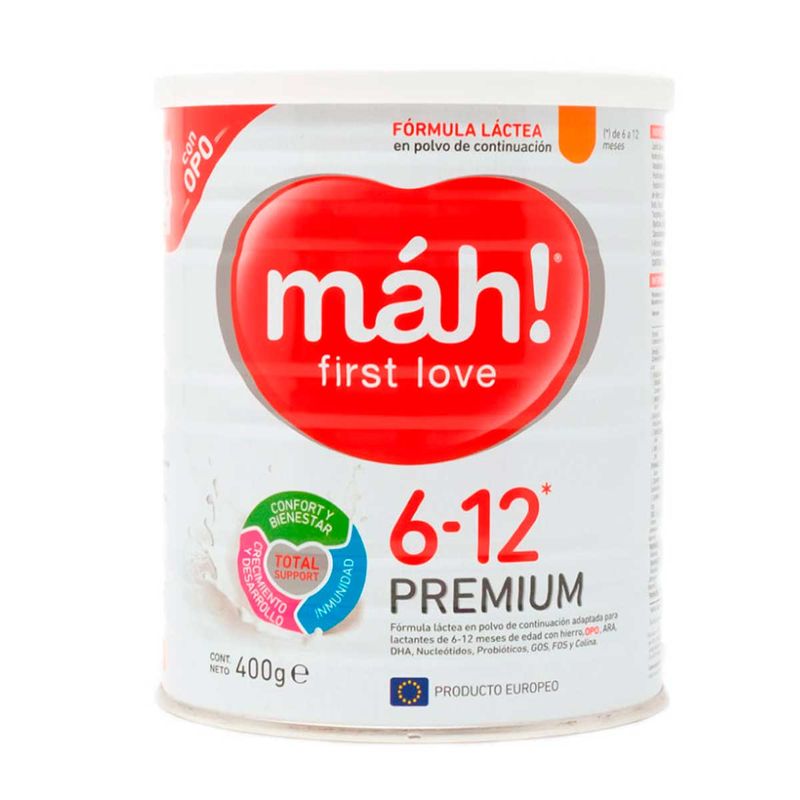 con
OPO
FÓRMULA LÁCTEA
en polvo de continuación
(*) de 6 a 12
meses
máh!®
first love
6-12*
PREMIUM
CONFORT Y
BIENESTAR
CRECIMIENTO
Y DESARROLLO
INMUNIDAD
TOTAL
SUPPORT
Fórmula láctea en polvo de continuación adaptada para
lactantes de 6-12 meses de edad con hierro, OPO, ARA,
DHA, Nucleótidos, Probióticos, GOS, FOS y Colina.
CONT.
NETO 400g e
PRODUCTO EUROPEO